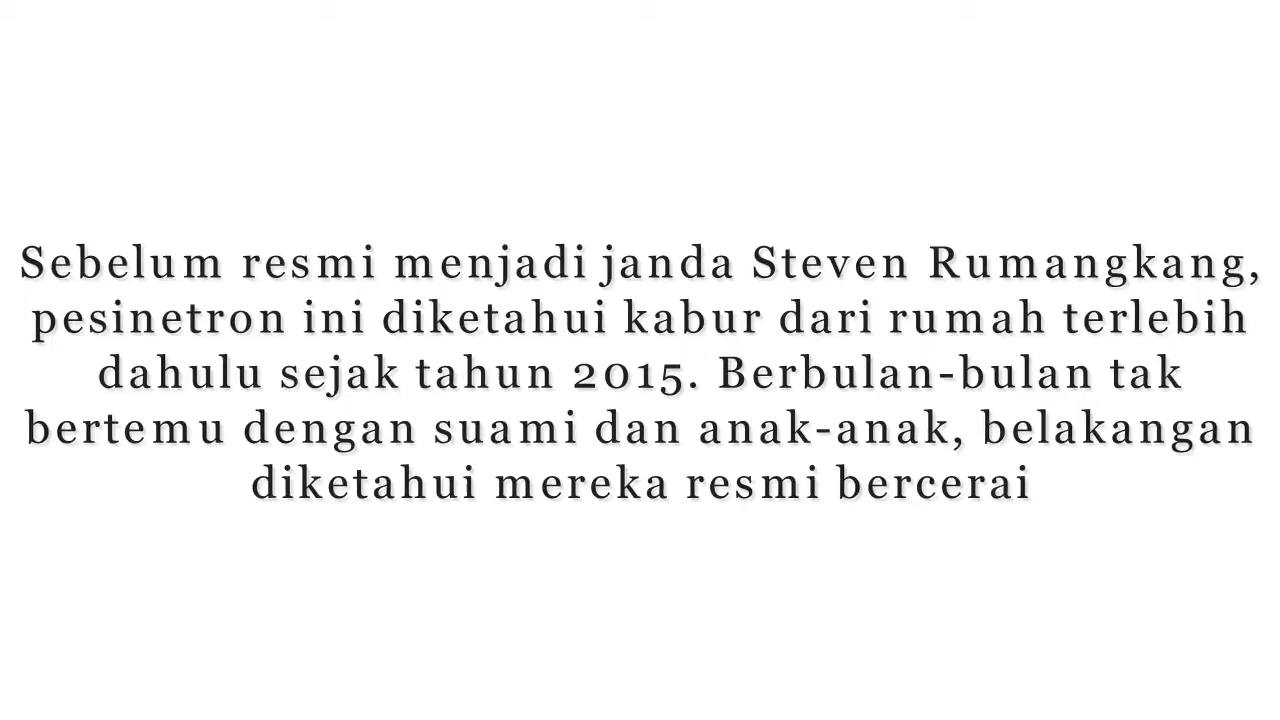 Sebelum resmi menjadi janda Steven Rumangkang,
pesinetron ini diketahui kabur dari rumah terlebih
dahulu sejak tahun 2015. Berbulan-bulan tak
bertemu dengan suami dan anak-anak, belakangan
diketahui mereka resmi bercerai